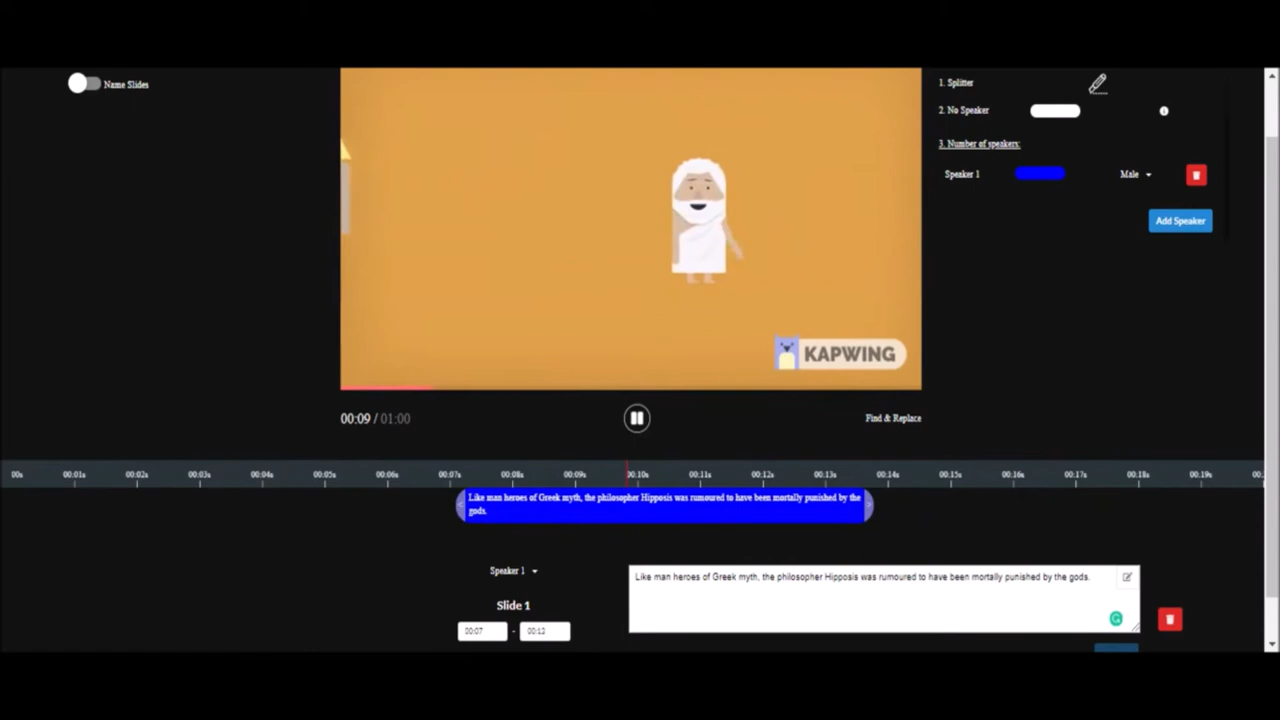 Name Slides
1. Splitter
2. No Speaker
3. Number of speakers:
Speaker 1
Male
Add Speaker
KAPWING
00:09 / 01:00
Find & Replace
00s 00:01s 00:02s 00:03s 00:04s 00:05s 00:06s 00:07s 00:08s 00:09s 00:10s 00:11s 00:12s 00:13s 00:14s 00:15s 00:16s 00:17s 00:18s 00:19s
Like man heroes of Greek myth, the philosopher Hipposis was rumoured to have been mortally punished by the
gods.
Speaker 1
Like man heroes of Greek myth, the philosopher Hipposis was rumoured to have been mortally punished by the gods.
Slide 1
00:07 -